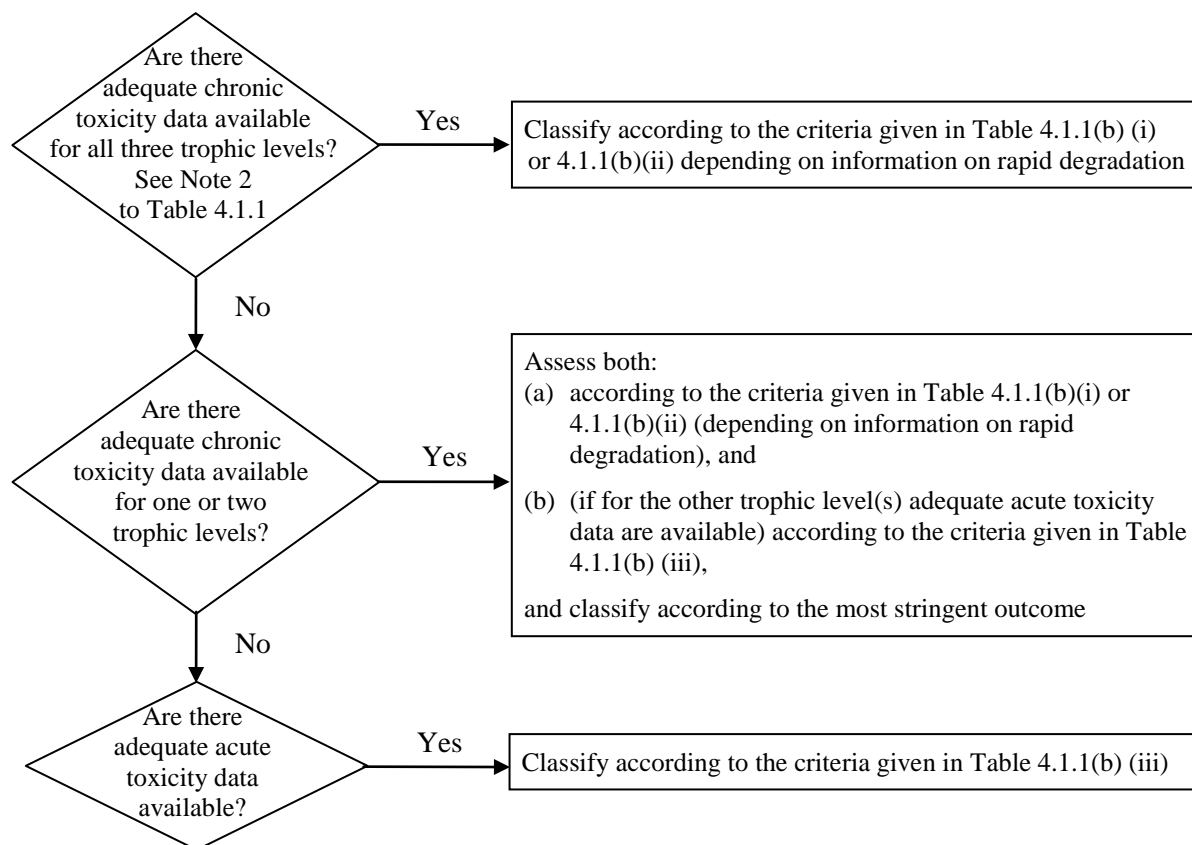 Are there
adequate chronic
toxicity data available
for all three trophic levels?
See Note 2
to Table 4.1.1
Yes
Classify according to the criteria given in Table 4.1.1(b) (i)
or 4.1.1(b)(ii) depending on information on rapid degradation
No
Are there
adequate chronic
toxicity data available
for one or two
trophic levels?
Yes
Assess both:
(a) according to the criteria given in Table 4.1.1(b)(i) or
4.1.1(b)(ii) (depending on information on rapid
degradation), and
(b) (if for the other trophic level(s) adequate acute toxicity
data are available) according to the criteria given in Table
4.1.1(b) (iii),
and classify according to the most stringent outcome
No
Are there
adequate acute
toxicity data
available?
Yes
Classify according to the criteria given in Table 4.1.1(b) (iii)